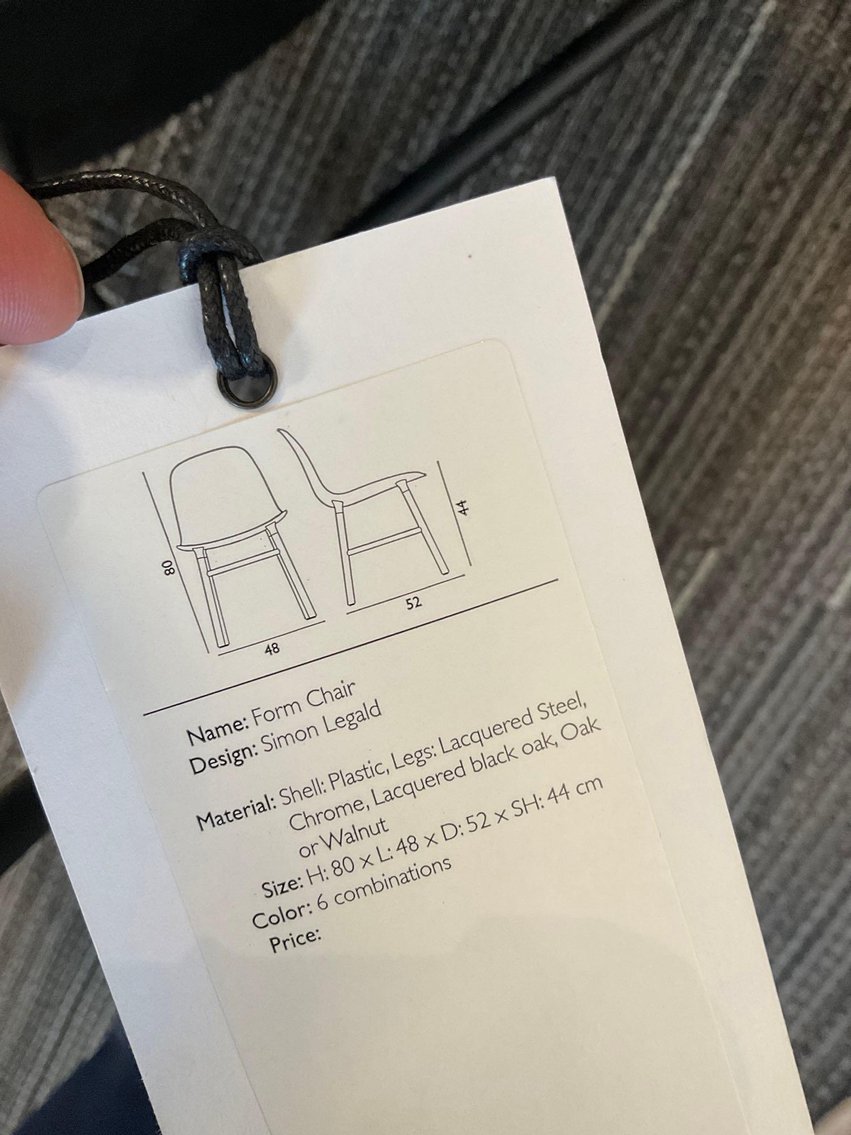 80
48
52
44
Name: Form Chair
Design: Simon Legald
Material: Shell: Plastic, Legs: Lacquered Steel,
Chrome, Lacquered black oak, Oak
or Walnut
Size: H: 80 x L: 48 x D: 52 x SH: 44 cm
Color: 6 combinations
Price: